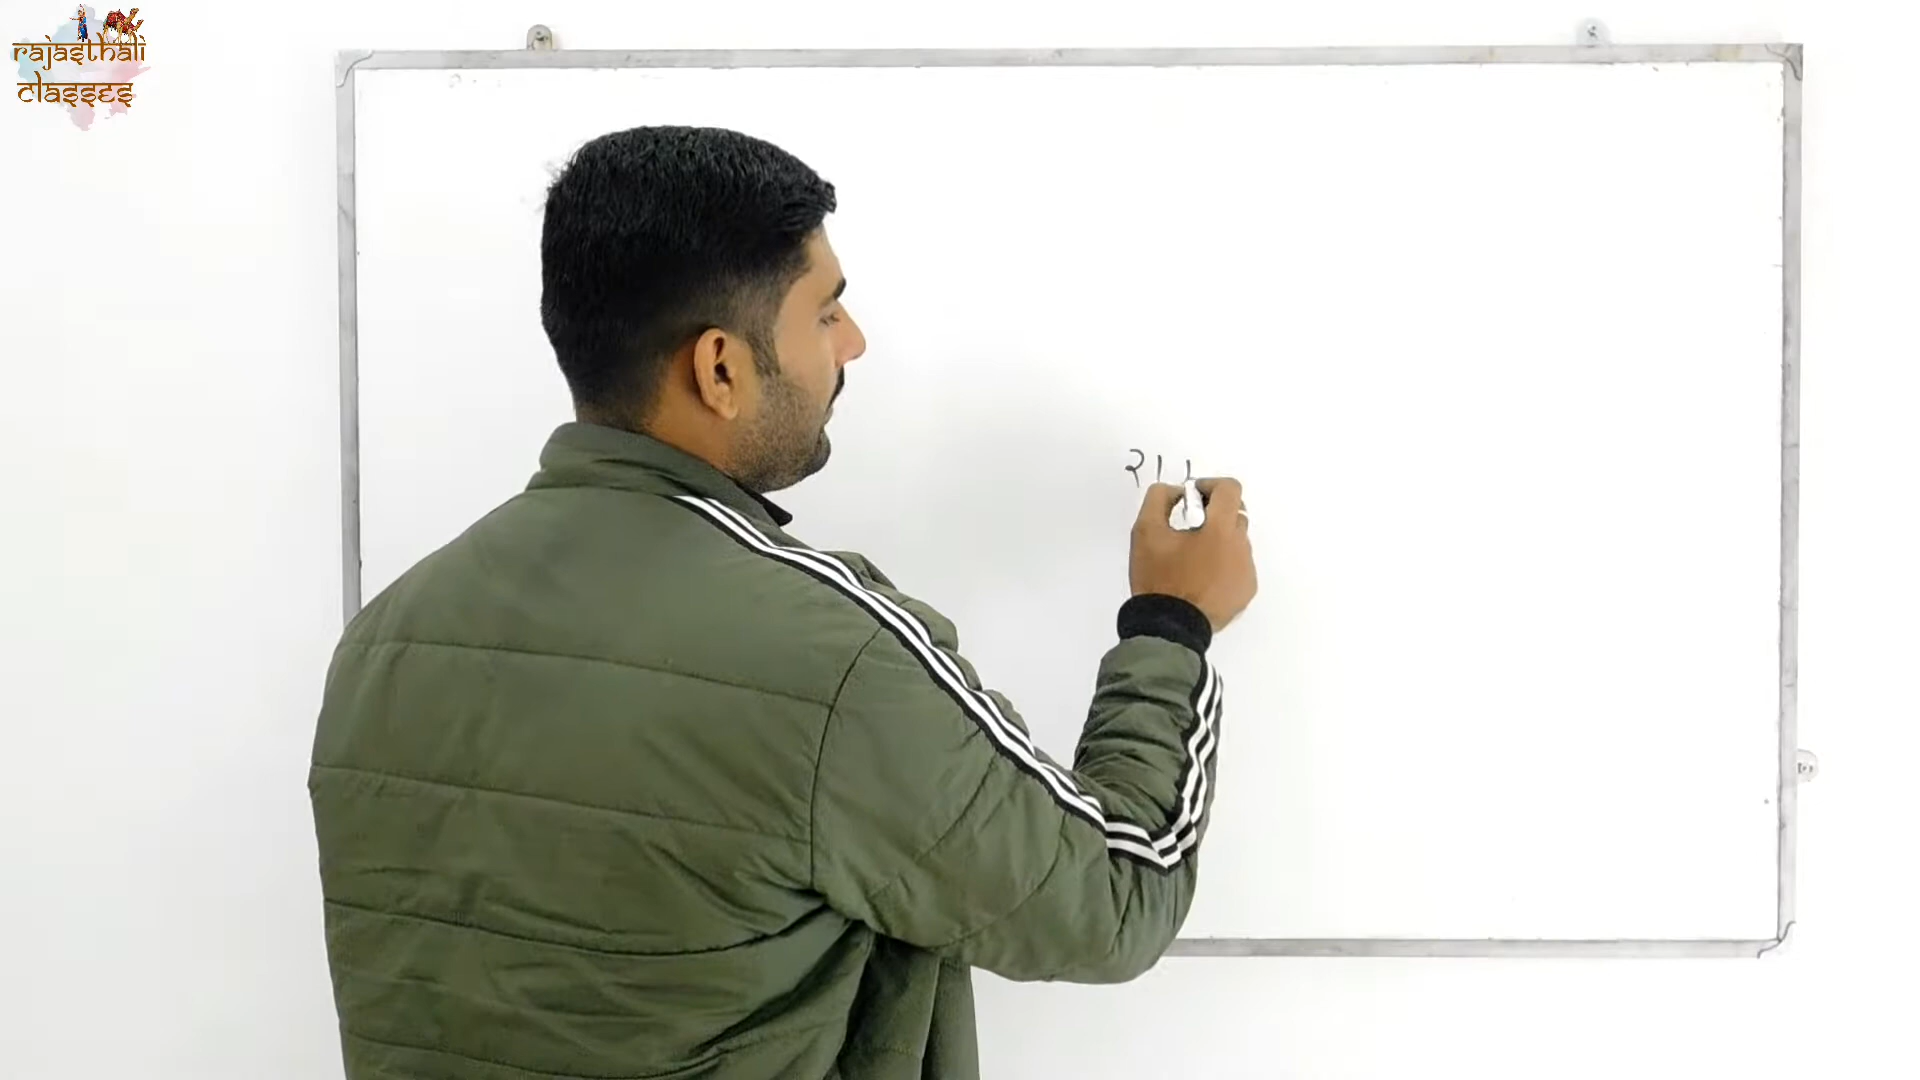 rajasthali
classes
रा